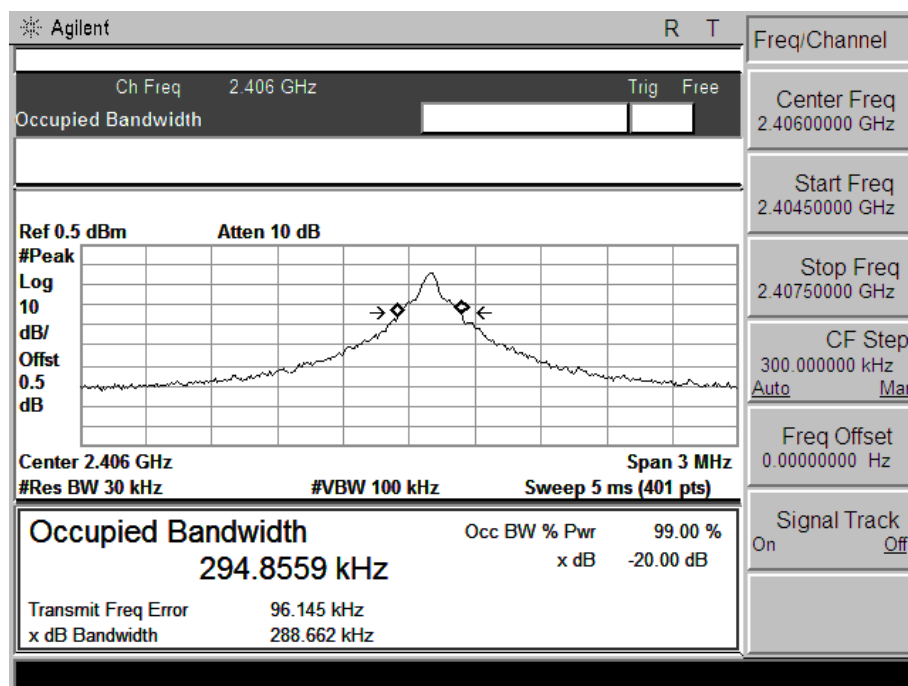 Agilent R T
Ch Freq 2.406 GHz Trig Free
Occupied Bandwidth
Ref 0.5 dBm Atten 10 dB
#Peak
Log
10
dB/
Offst
0.5
dB
Center 2.406 GHz Span 3 MHz
#Res BW 30 kHz #VBW 100 kHz Sweep 5 ms (401 pts)
Occupied Bandwidth Occ BW % Pwr 99.00 %
294.8559 kHz x dB -20.00 dB
Transmit Freq Error 96.145 kHz
x dB Bandwidth 288.662 kHz
Freq/Channel
Center Freq
2.40600000 GHz
Start Freq
2.40450000 GHz
Stop Freq
2.40750000 GHz
CF Step
300.000000 kHz
Auto Mar
Freq Offset
0.00000000 Hz
Signal Track
On Off